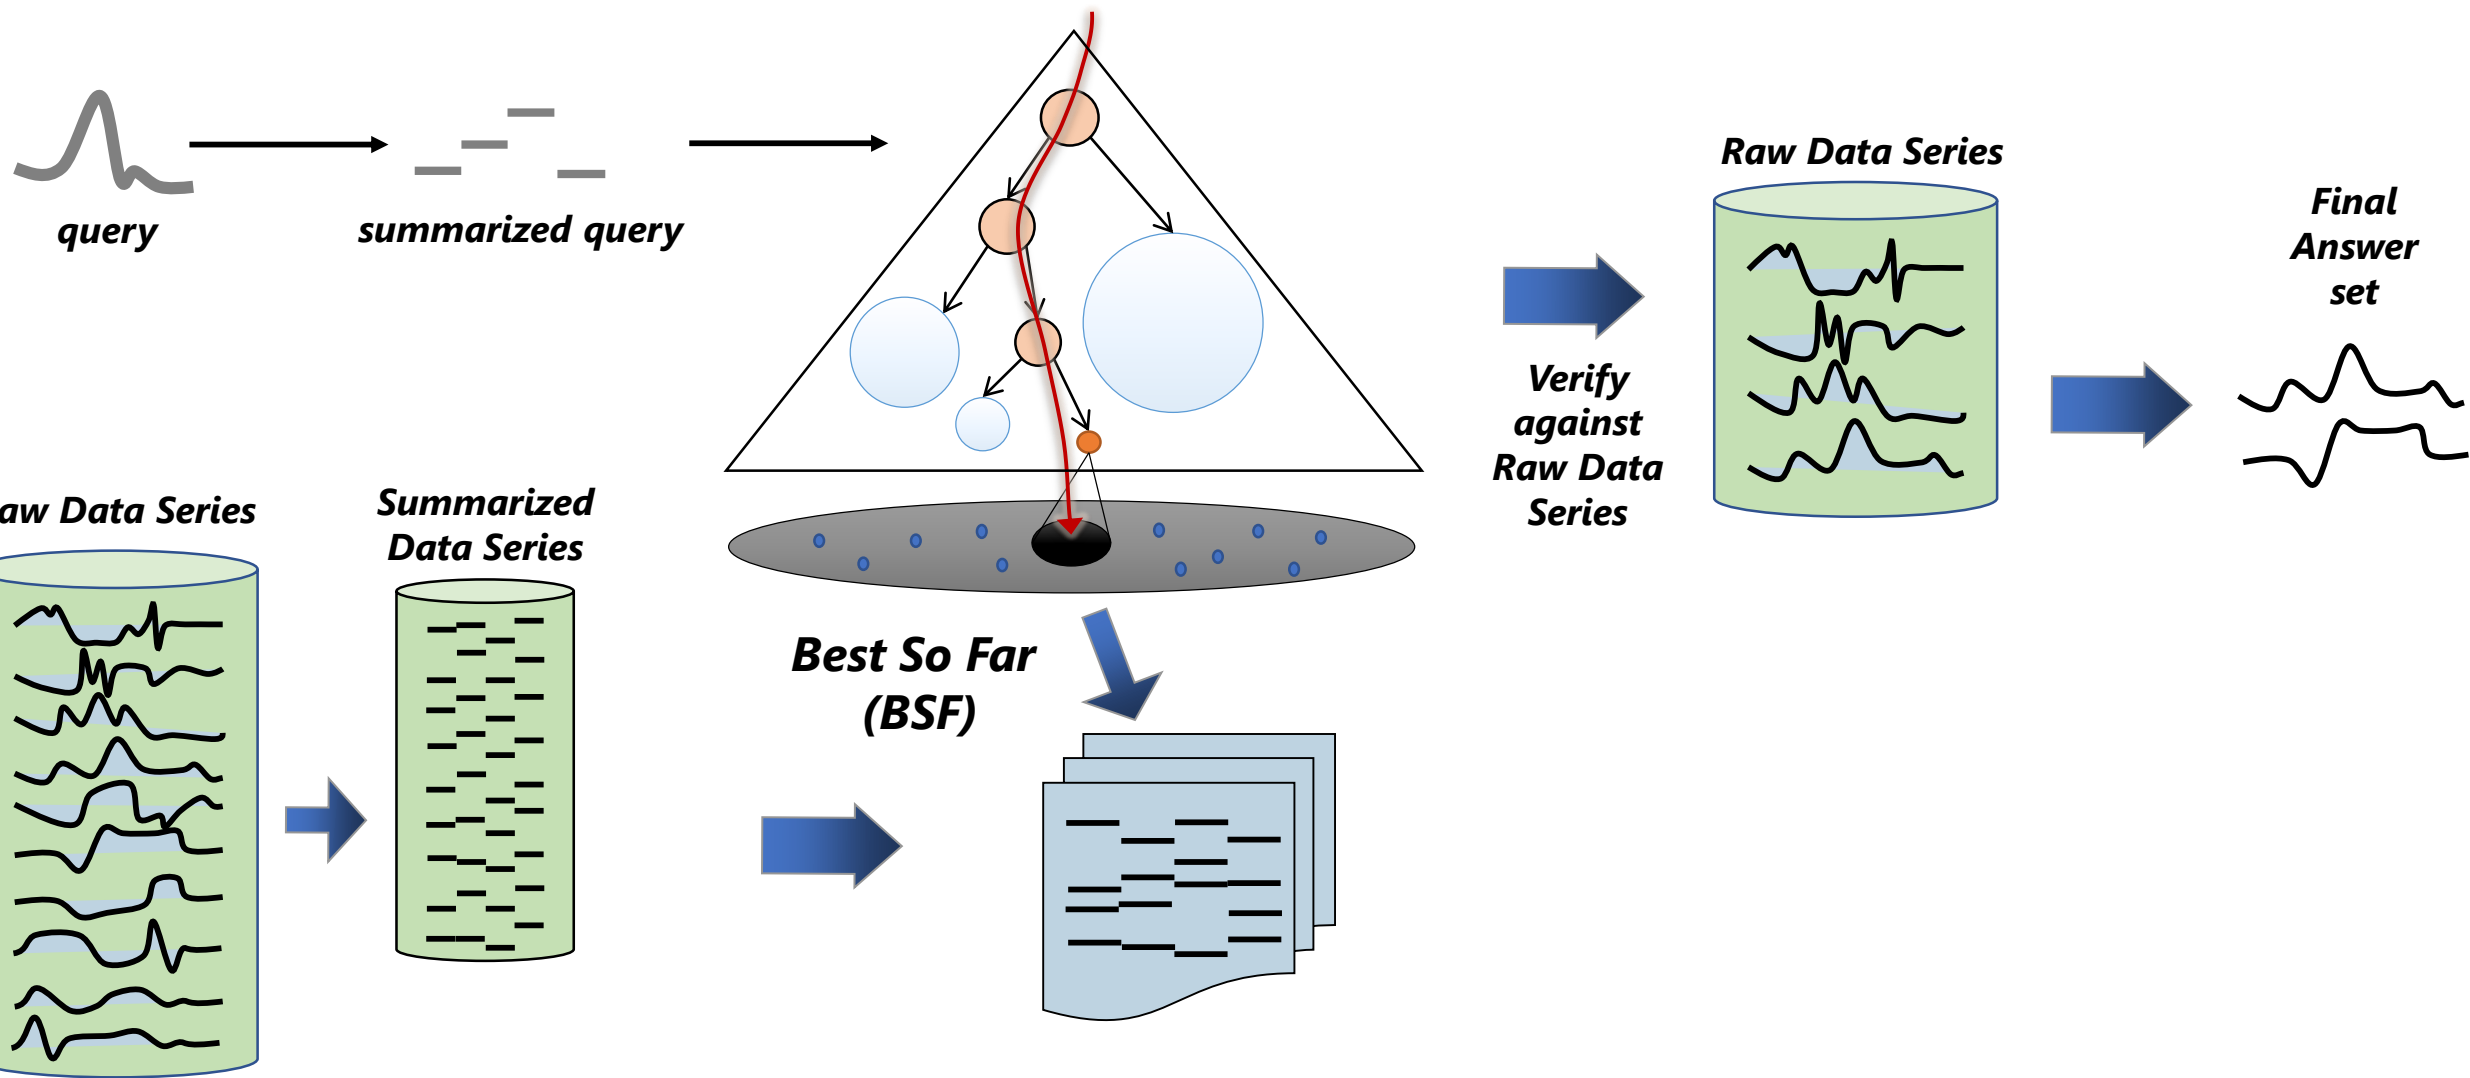 query
summarized query
Raw Data Series
Verify
against
Raw Data
Series
Final
Answer
set
aw Data Series
Summarized
Data Series
Best So Far
(BSF)